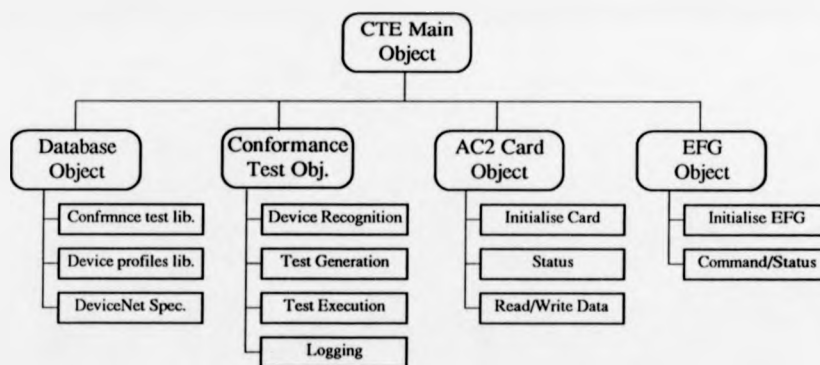 CTE Main
Object
Database
Object
Confrmnce test lib.
Device profiles lib.
DeviceNet Spec.
Conformance
Test Obj.
Device Recognition
Test Generation
Test Execution
Logging
AC2 Card
Object
Initialise Card
Status
Read/Write Data
EFG
Object
Initialise EFG
Command/Status